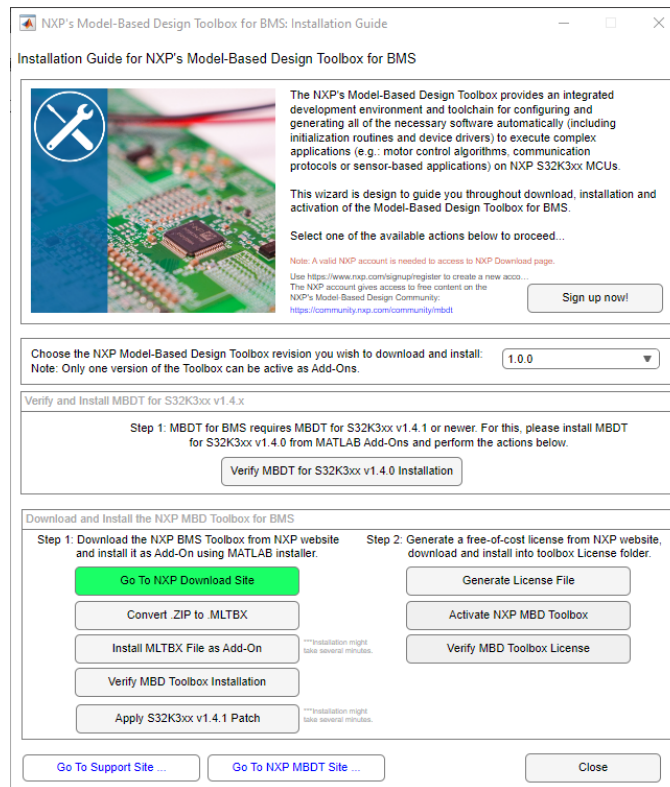 NXP's Model-Based Design Toolbox for BMS: Installation Guide
Installation Guide for NXP's Model-Based Design Toolbox for BMS
The NXP's Model-Based Design Toolbox provides an integrated
development environment and toolchain for configuring and
generating all of the necessary software automatically (including
initialization routines and device drivers) to execute complex
applications (e.g.: motor control algorithms, communication
protocols or sensor-based applications) on NXP S32K3xx MCUs.
This wizard is design to guide you throughout download, installation and
activation of the Model-Based Design Toolbox for BMS.
Select one of the available actions below to proceed...
Note: A valid NXP account is needed to access to NXP Download page.
Use https://www.nxp.com/signup/register to create a new acco...
The NXP account gives access to free content on the
NXP's Model-Based Design Community:
https://community.nxp.com/community/mbdt
Sign up now!
Choose the NXP Model-Based Design Toolbox revision you wish to download and install:
Note: Only one version of the Toolbox can be active as Add-Ons.
1.0.0
Verify and Install MBDT for S32K3xx v1.4.x
Step 1: MBDT for BMS requires MBDT for S32K3xx v1.4.1 or newer. For this, please install MBDT
for S32K3xx v1.4.0 from MATLAB Add-Ons and perform the actions below.
Verify MBDT for S32K3xx v1.4.0 Installation
Download and Install the NXP MBD Toolbox for BMS
Step 1: Download the NXP BMS Toolbox from NXP website
and install it as Add-On using MATLAB installer.
Go To NXP Download Site
Convert .ZIP to .MLTBX
Install MLTBX File as Add-On
***Installation might
take several minutes.
Verify MBD Toolbox Installation
Apply S32K3xx v1.4.1 Patch
***Installation might
take several minutes.
Step 2: Generate a free-of-cost license from NXP website,
download and install into toolbox License folder.
Generate License File
Activate NXP MBD Toolbox
Verify MBD Toolbox License
Go To Support Site ...
Go To NXP MBDT Site ...
Close